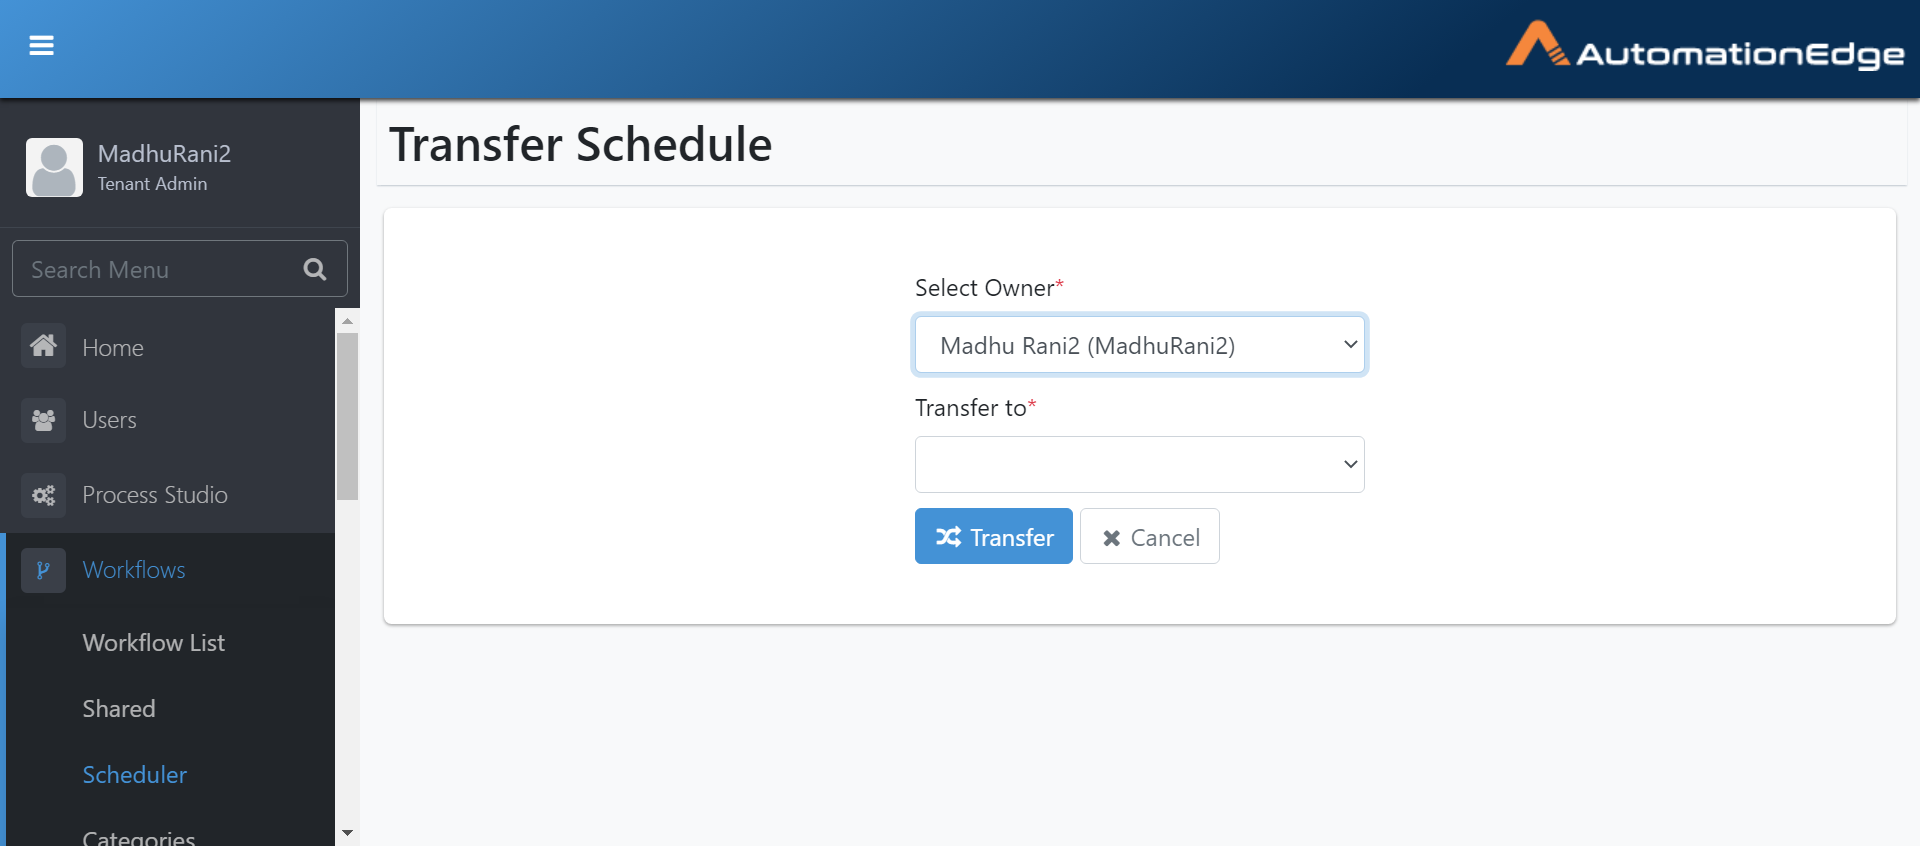 AutomationEdge
MadhuRani2
Tenant Admin
Search Menu
Home
Users
Process Studio
Workflows
Workflow List
Shared
Scheduler
Categories
Transfer Schedule
Select Owner*
Madhu Rani2 (MadhuRani2)
Transfer to*
Transfer
Cancel